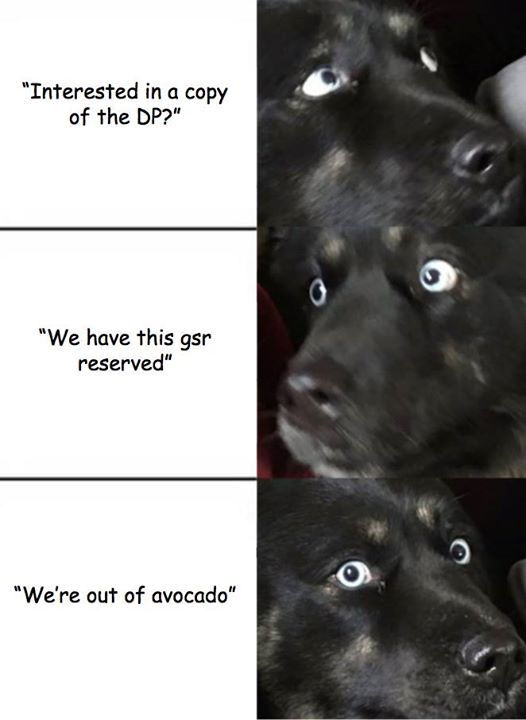 “Interested in a copy
of the DP?”
“We have this gsr
reserved”
“We’re out of avocado”